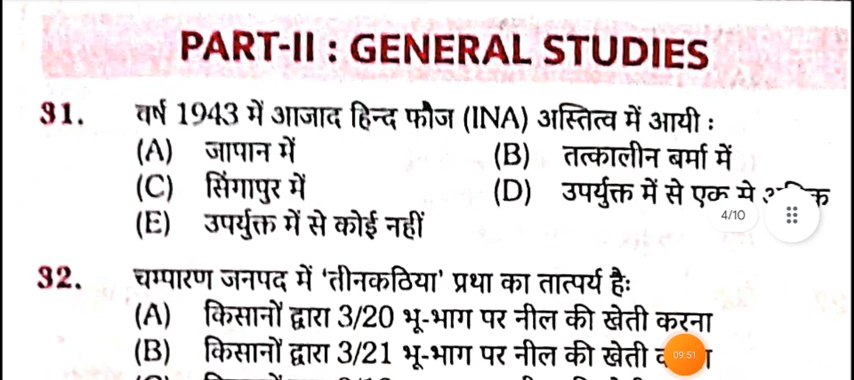 PART-II : GENERAL STUDIES
31. वर्ष 1943 में आजाद हिन्द फौज (INA) अस्तित्व में आयी :
(A) जापान में (B) तत्कालीन बर्मा में
(C) सिंगापुर में (D) उपर्युक्त में से एक से
4/10
(E) उपर्युक्त में से कोई नहीं
32. चम्पारण जनपद में ‘तीनकठिया’ प्रथा का तात्पर्य हैः
(A) किसानों द्वारा 3/20 भू-भाग पर नील की खेती करना
(B) किसानों द्वारा 3/21 भू-भाग पर नील की खेती
09:51